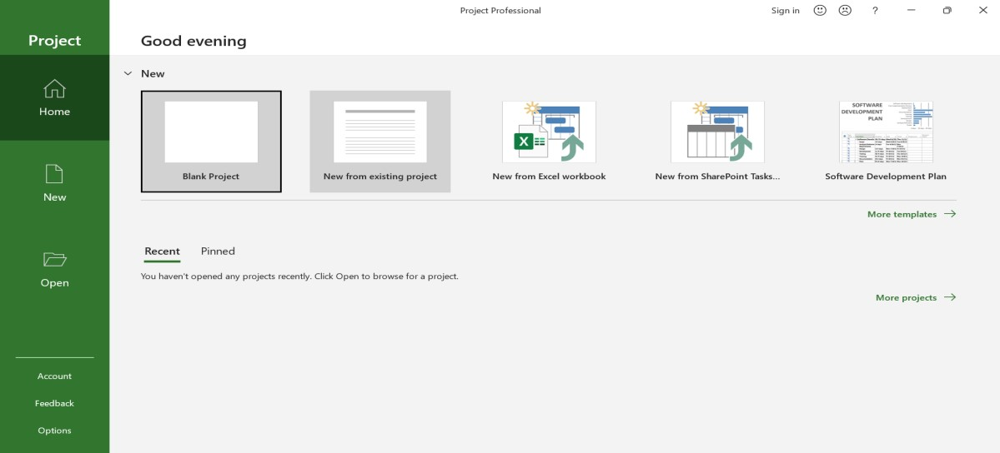 Project Professional
Sign in
?
Project
Good evening
Home
New
Open
Account
Feedback
Options
New
Blank Project
New from existing project
New from Excel workbook
New from SharePoint Tasks...
SOFTWARE
DEVELOPMENT
PLAN
Software Development Plan
More templates
Recent Pinned
You haven't opened any projects recently. Click Open to browse for a project.
More projects